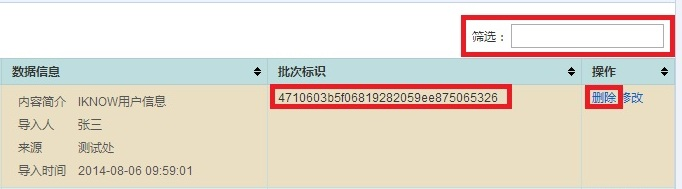 筛选：
数据信息 批次标识 操作
内容简介 IKNOW用户信息 4710603b5f06819282059ee875065326 删除 修改
导入人 张三
来源 测试处
导入时间 2014-08-06 09:59:01